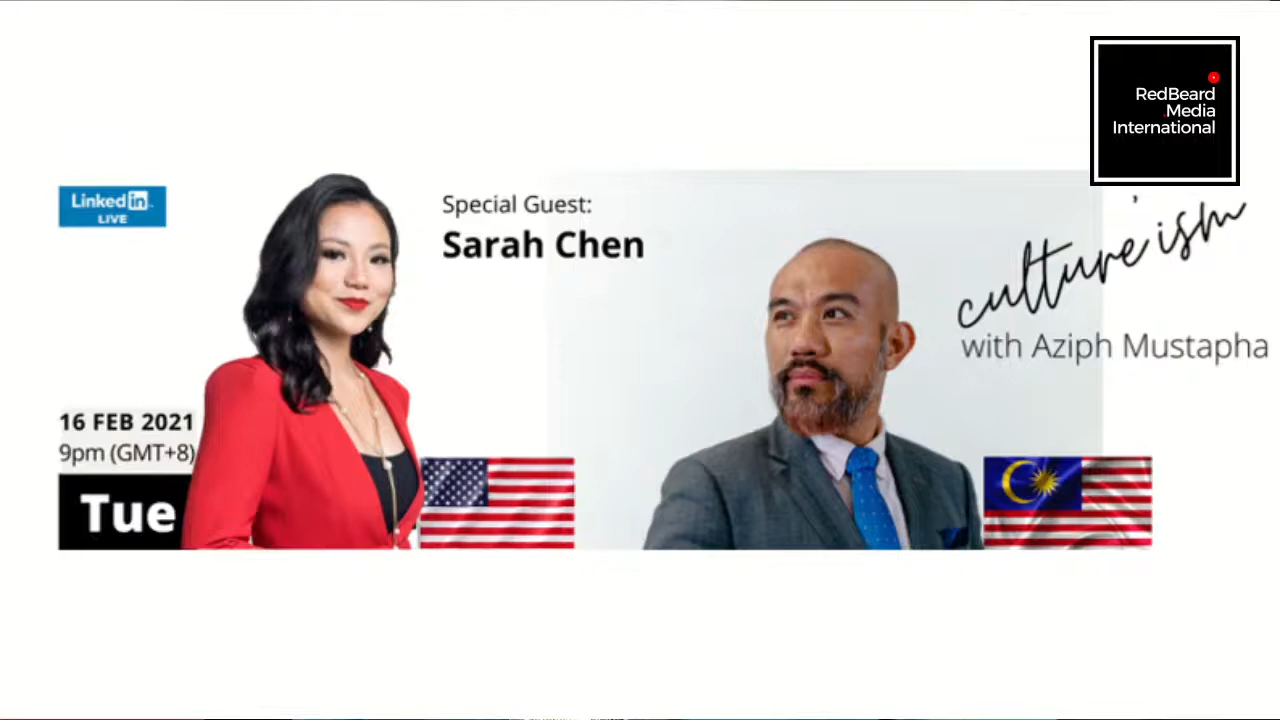 RedBeard
Media
International
Linked in
LIVE
Special Guest:
Sarah Chen
culture'ism
with Aziph Mustapha
16 FEB 2021
9pm (GMT+8)
Tue